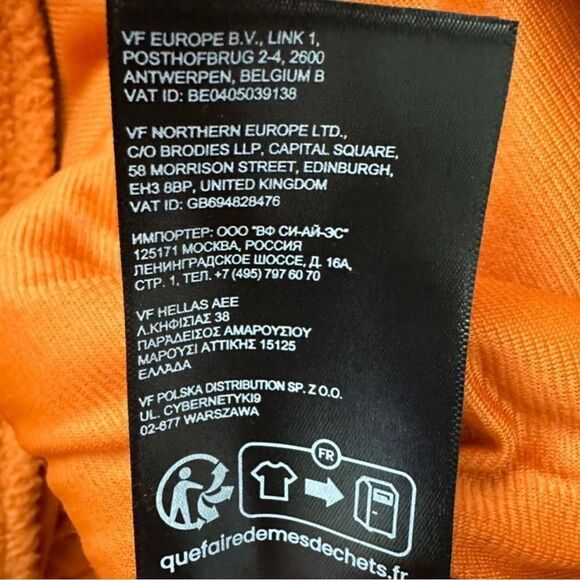 VF EUROPE B.V., LINK 1,
POSTHOFBRUG 2-4, 2600
ANTWERPEN, BELGIUM B
VAT ID: BE0405039138
VF NORTHERN EUROPE LTD.,
C/O BRODIES LLP, CAPITAL SQUARE,
58 MORRISON STREET, EDINBURGH,
EH3 8BP, UNITED KINGDOM
VAT ID: GB694828476
ИМПОРТЕР: ООО "ВФ СИ-АЙ-ЭС"
125171 МОСКВА, РОССИЯ
ЛЕНИНГРАДСКОЕ ШОССЕ, Д. 16А,
СТР. 1, ТЕЛ. +7 (495) 797 60 70
VF HELLAS AEE
Λ.ΚΗΦΙΣΙΑΣ 38
ΠΑΡΑΔΕΙΣΟΣ ΑΜΑΡΟΥΣΙΟΥ
ΜΑΡΟΥΣΙ ΑΤΤΙΚΗΣ 15125
ΕΛΛΑΔΑ
VF POLSKA DISTRIBUTION SP. Z O.O.
UL. CYBERNETYKI9
02-677 WARSZAWA
FR
quefairedemesdechets.fr